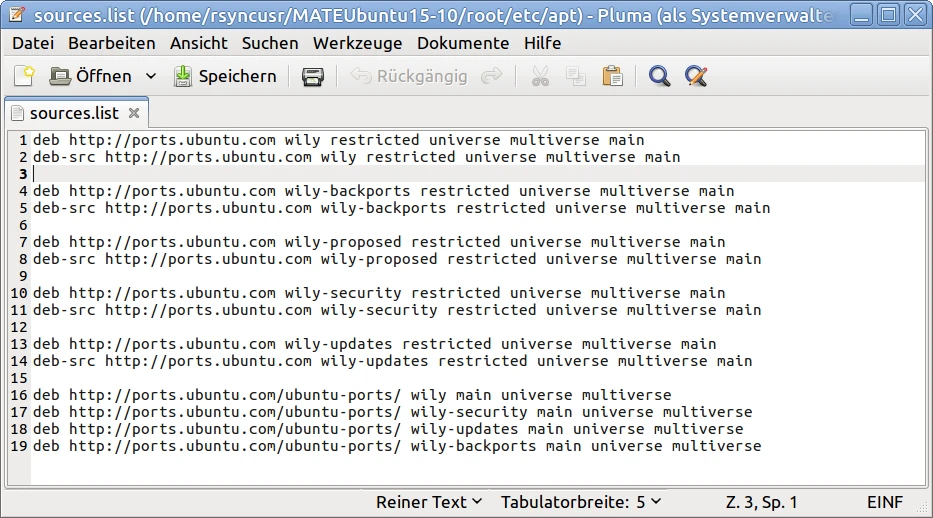 sources.list (/home/rsyncusr/MATEUbuntu15-10/root/etc/apt) - Pluma (als Systemverwalte
Datei Bearbeiten Ansicht Suchen Werkzeuge Dokumente Hilfe
Öffnen Speichern Rückgängig
sources.list
1 deb http://ports.ubuntu.com wily restricted universe multiverse main
2 deb-src http://ports.ubuntu.com wily restricted universe multiverse main
3
4 deb http://ports.ubuntu.com wily-backports restricted universe multiverse main
5 deb-src http://ports.ubuntu.com wily-backports restricted universe multiverse main
6
7 deb http://ports.ubuntu.com wily-proposed restricted universe multiverse main
8 deb-src http://ports.ubuntu.com wily-proposed restricted universe multiverse main
9
10 deb http://ports.ubuntu.com wily-security restricted universe multiverse main
11 deb-src http://ports.ubuntu.com wily-security restricted universe multiverse main
12
13 deb http://ports.ubuntu.com wily-updates restricted universe multiverse main
14 deb-src http://ports.ubuntu.com wily-updates restricted universe multiverse main
15
16 deb http://ports.ubuntu.com/ubuntu-ports/ wily main universe multiverse
17 deb http://ports.ubuntu.com/ubuntu-ports/ wily-security main universe multiverse
18 deb http://ports.ubuntu.com/ubuntu-ports/ wily-updates main universe multiverse
19 deb http://ports.ubuntu.com/ubuntu-ports/ wily-backports main universe multiverse
Reiner Text Tabulatorbreite: 5 Z. 3, Sp. 1 EINF